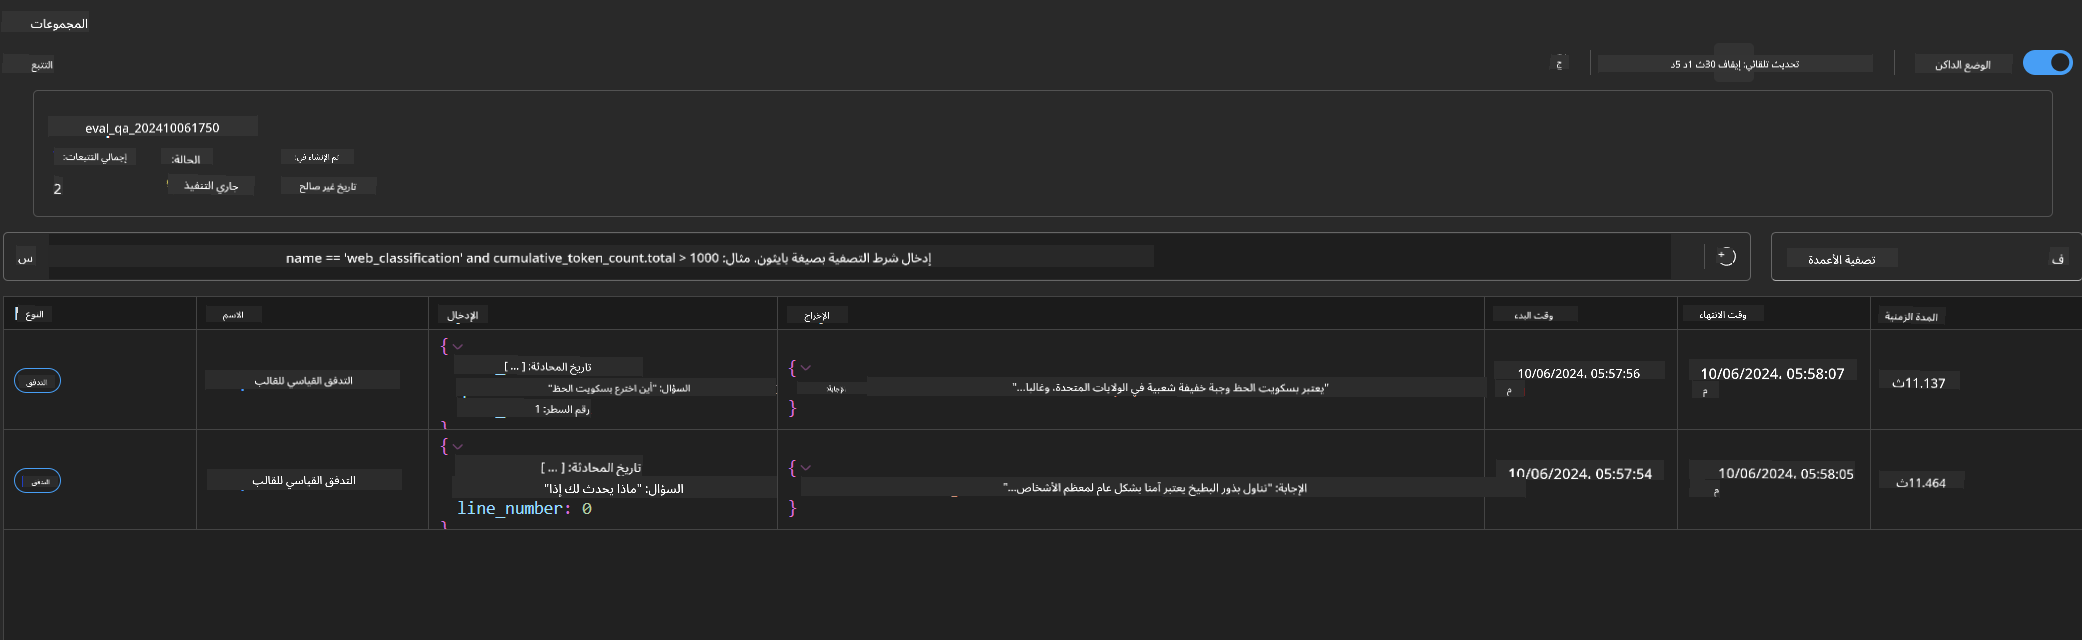 المجموعات
التتبع
ج
تحديث تلقائي: إيقاف 30ث 1د 5د
الوضع الداكن
eval_qa_202410061750
إجمالي التتبعات:
الحالة:
تم الإنشاء في:
2
جاري التنفيذ
تاريخ غير صالح
س
إدخال شرط التصفية بصيغة بايثون. مثال: name == 'web_classification' and cumulative_token_count.total > 1000
تصفية الأعمدة
ف
النوع
الاسم
الإدخال
الإخراج
وقت البدء
وقت الانتهاء
المدة الزمنية
التدفق
التدفق القياسي للقالب
{
تاريخ المحادثة: [ ... ]
السؤال: "أين اخترع بسكويت الحظ"
رقم السطر: 1
}
{
الإجابة:
"يعتبر بسكويت الحظ وجبة خفيفة شعبية في الولايات المتحدة، وغالبا..."
}
10/06/2024، 05:57:56
م
10/06/2024، 05:58:07
م
11.137ث
التدفق
التدفق القياسي للقالب
{
تاريخ المحادثة: [ ... ]
السؤال: "ماذا يحدث لك إذا"
line_number: 0
}
{
الإجابة: "تناول بذور البطيخ يعتبر آمنا بشكل عام لمعظم الأشخاص..."
}
10/06/2024، 05:57:54
10/06/2024، 05:58:05
م
11.464ث